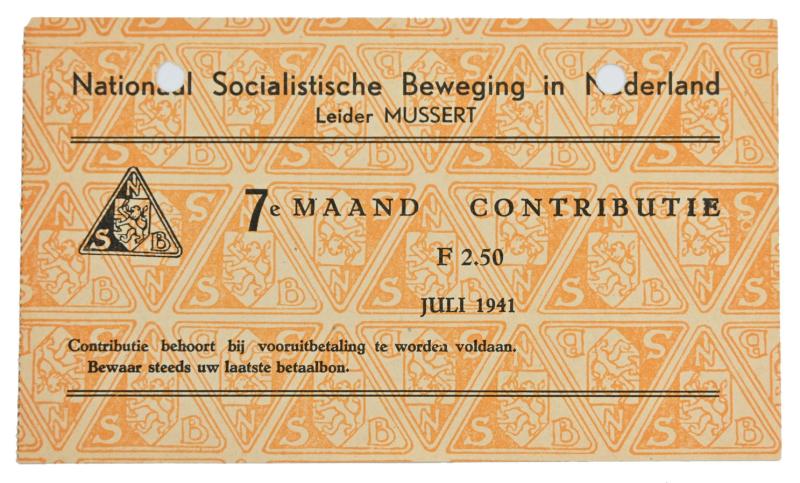 Nationaal Socialistische Beweging in Nederland
Leider MUSSERT
N
S B
7e MAAND CONTRIBUTIE
F 2.50
JULI 1941
Contributie behoort bij vooruitbetaling te worden voldaan.
Bewaar steeds uw laatste betaalbon.